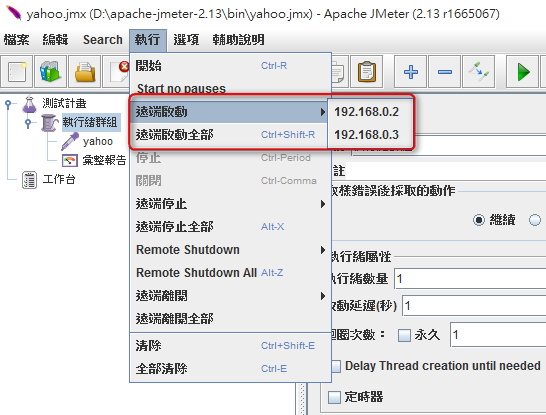 yahoo.jmx (D:\apache-jmeter-2.13\bin\yahoo.jmx) - Apache JMeter (2.13 r1665067)
檔案 編輯 Search 執行 選項 輔助說明
開始 Ctrl-R
Start no pauses
遠端啟動
192.168.0.2
遠端啟動全部 Ctrl+Shift-R
192.168.0.3
停止 Ctrl-Period
關閉 Ctrl-Comma
遠端停止
遠端停止全部 Alt-X
Remote Shutdown
Remote Shutdown All Alt-Z
遠端離開
遠端離開全部
清除 Ctrl+Shift-E
全部清除 Ctrl-E
測試計畫
執行緒群組
yahoo
彙整報告
工作台
註
取樣錯誤後採取的動作
繼續
執行緒屬性
執行緒數量 1
啟動延遲(秒) 1
迴圈次數： 永久 1
Delay Thread creation until needed
定時器